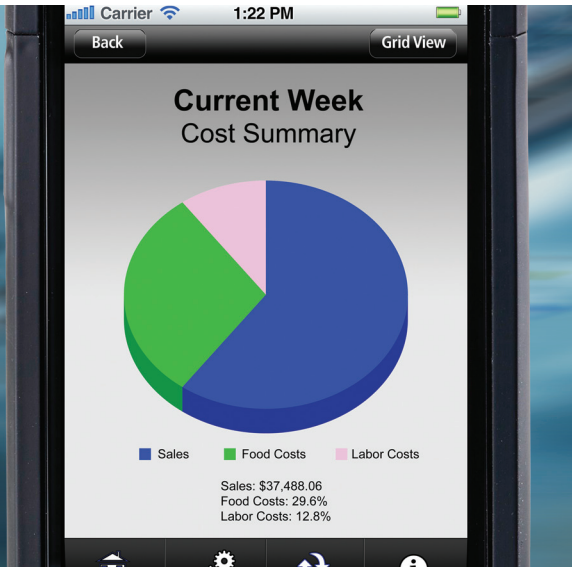 Carrier 1:22 PM
Back Grid View
Current Week
Cost Summary
Sales Food Costs Labor Costs
Sales: $37,488.06
Food Costs: 29.6%
Labor Costs: 12.8%